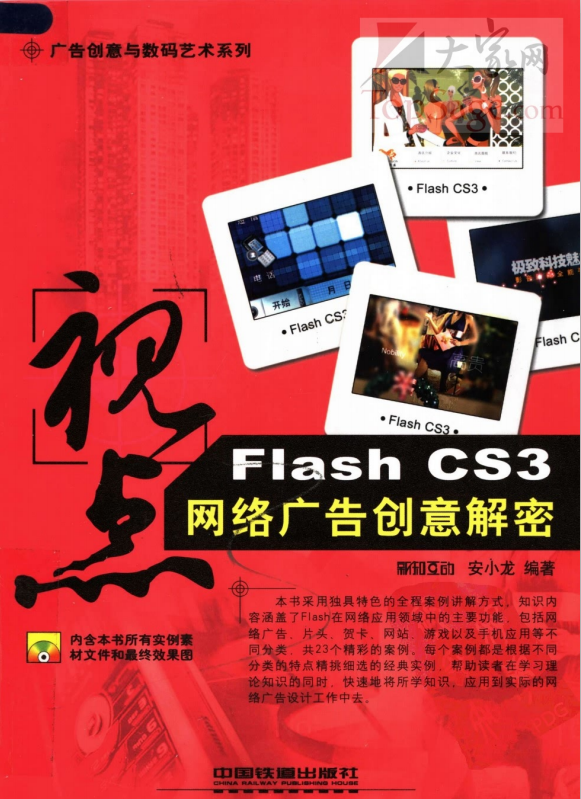 广告创意与数码艺术系列
大家网
TopSage.com
• Flash CS3 •
开始
月 日
电 话
• Flash CS3
极致科技魅
Flash C
Nobl
高贵
• Flash CS3 •
视点
Flash CS3
网络广告创意解密
新知互动 安小龙 编著
本书采用独具特色的全程案例讲解方式，知识内
容涵盖了Flash在网络应用领域中的主要功能，包括网
络广告、片头、贺卡、网站、游戏以及手机应用等不
同分类，共23个精彩的案例。每个案例都是根据不同
分类的特点精挑细选的经典实例，帮助读者在学习理
论知识的同时，快速地将所学知识，应用到实际的网
络广告设计工作中去。
内含本书所有实例素
材文件和最终效果图
中国铁道出版社
CHINA RAILWAY PUBLISHING HOUSE